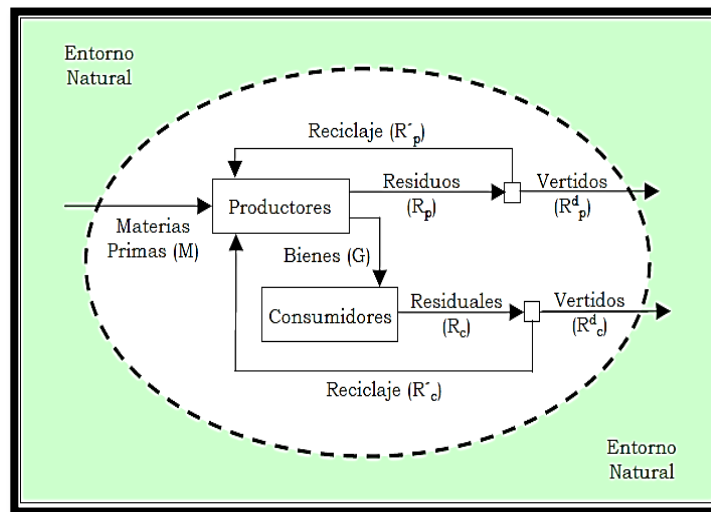 Entorno
Natural
Reciclaje (R´p)
Residuos
(Rp)
Vertidos
(Rdp)
Productores
Materias
Primas (M)
Bienes (G)
Consumidores
Residuales
(Rc)
Vertidos
(Rdc)
Reciclaje (R´c)
Entorno
Natural